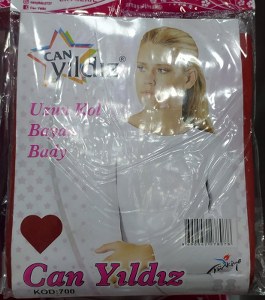 CAN
yıldız®
Uzun Kol
Bayan
Body
Can Yıldız
KOD:700